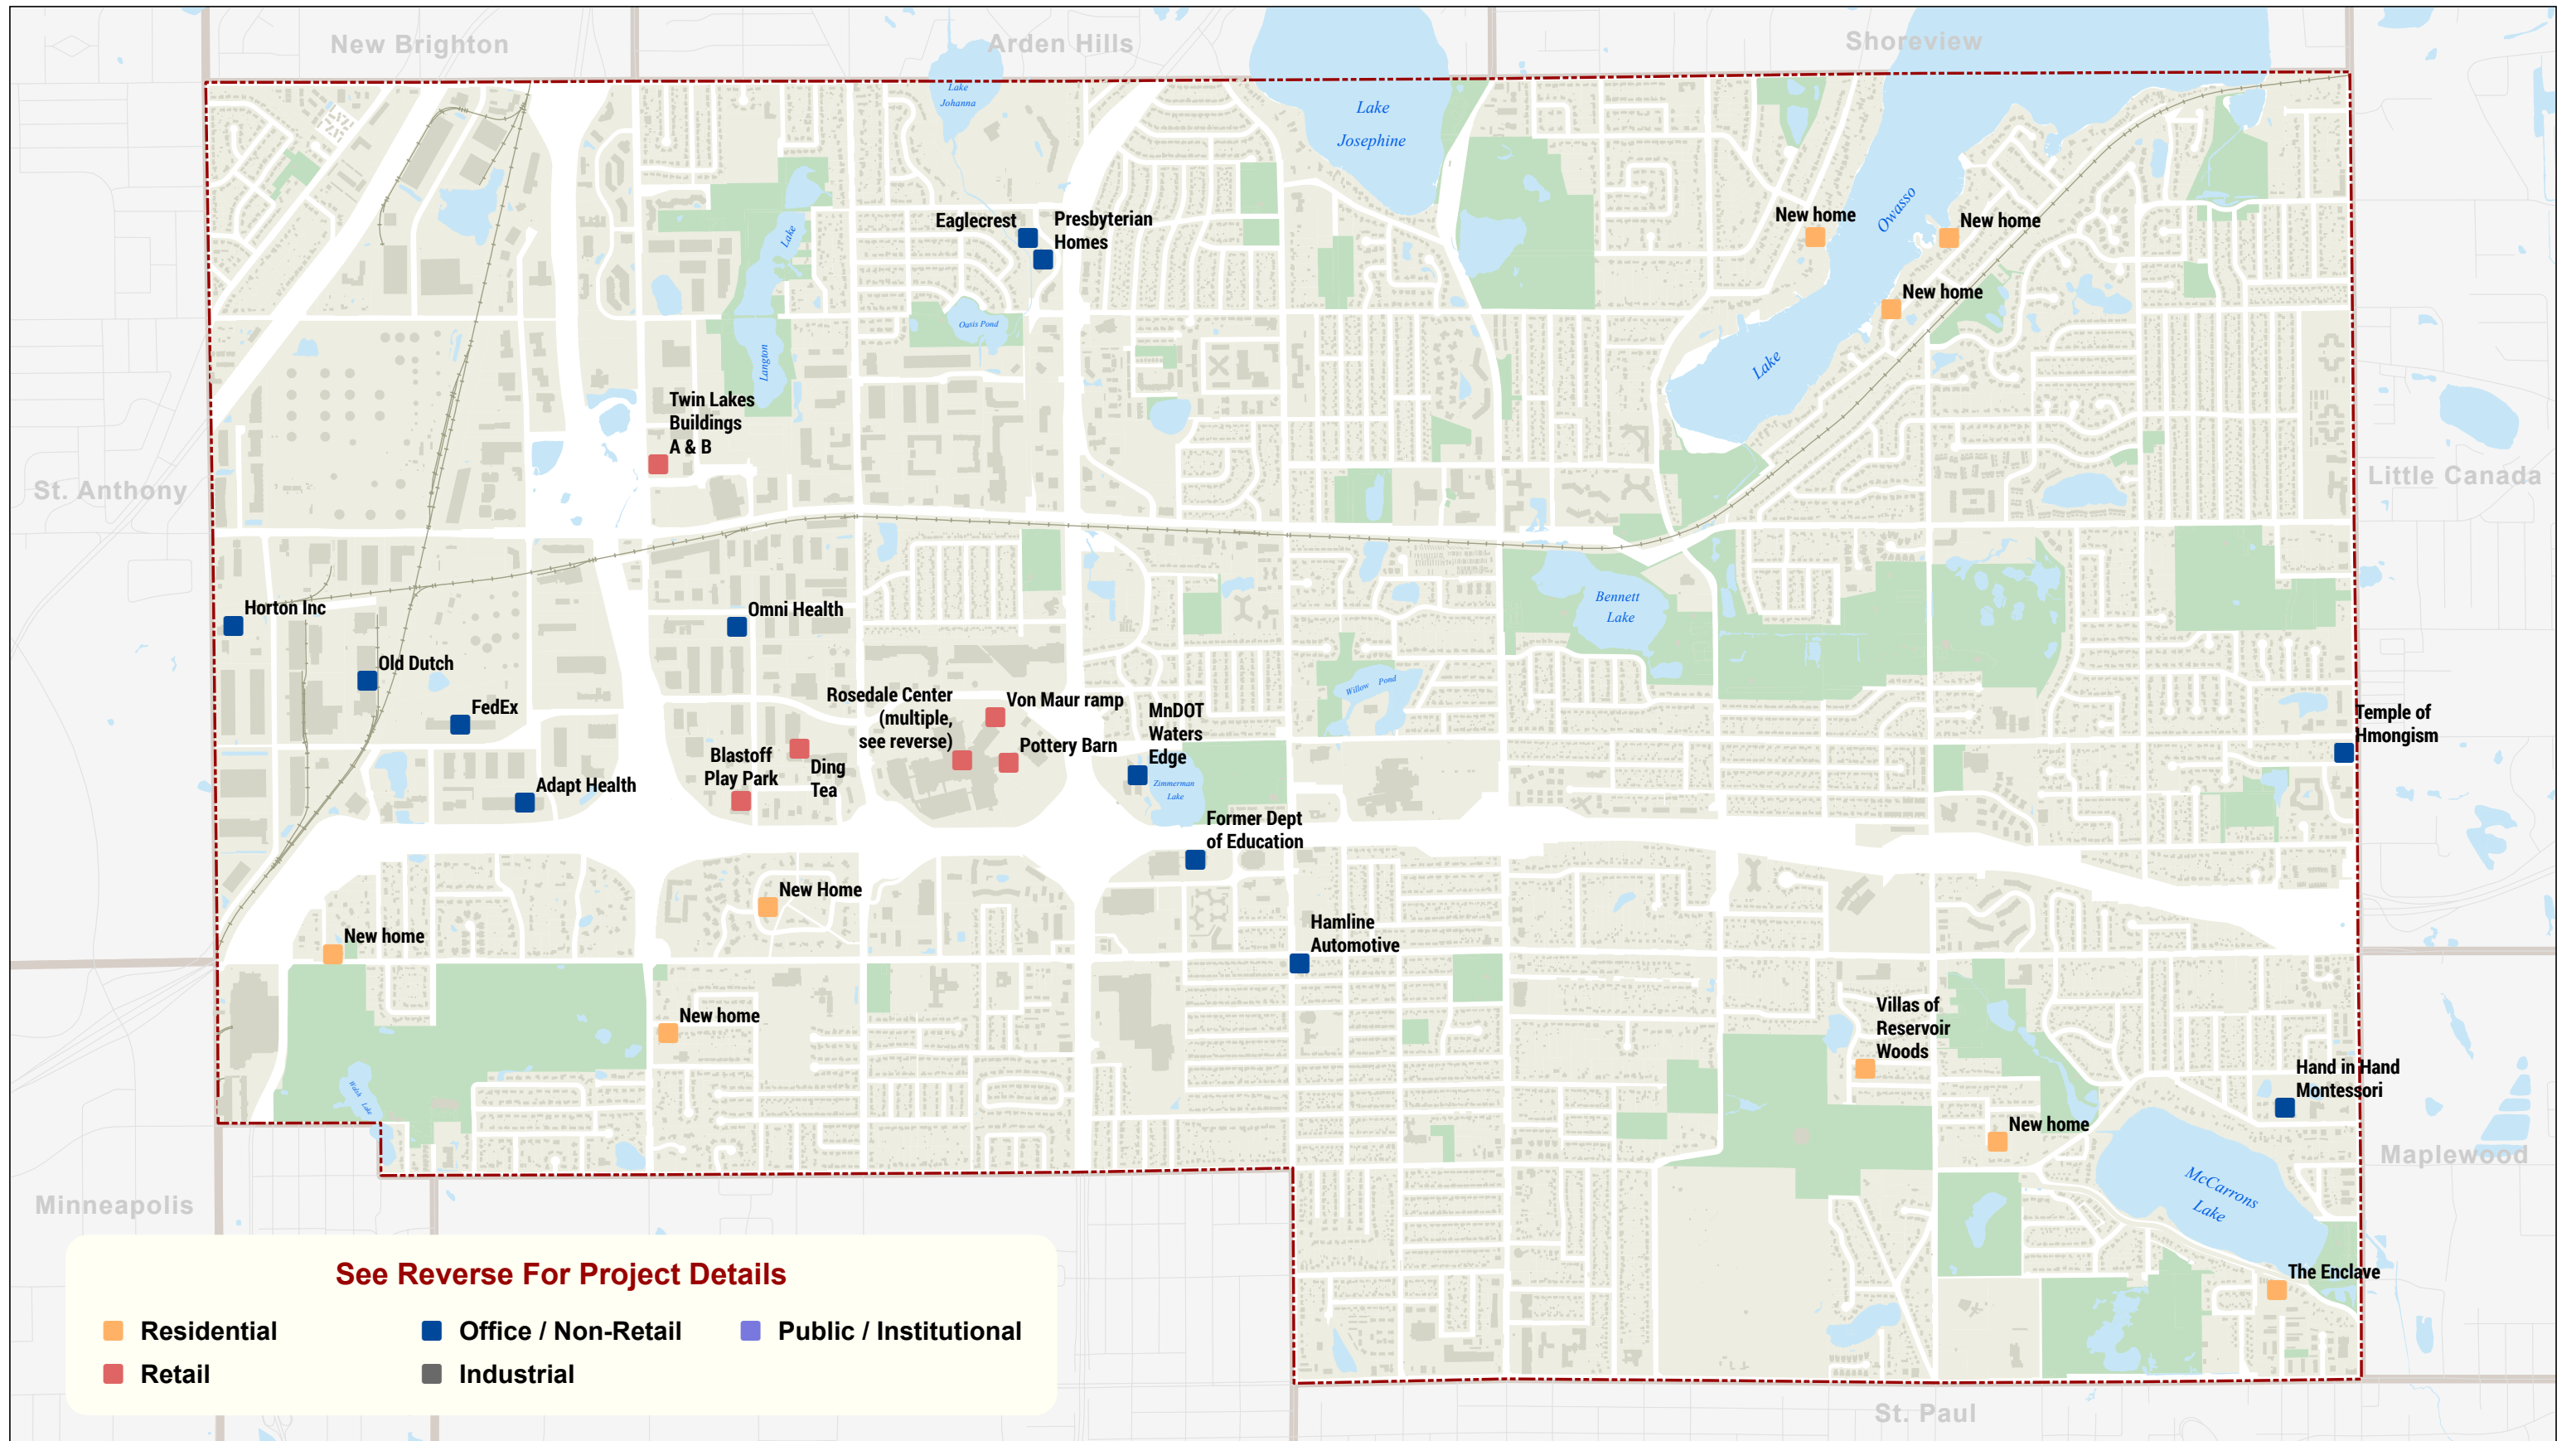 New Brighton
Arden Hills
Shoreview
Lake
Johanna
Lake
Josephine
Owasso
Lake
Eaglecrest
Presbyterian
Homes
New home
New home
New home
Lake
Langton
Oasis Pond
Twin Lakes
Buildings
A & B
St. Anthony
Little Canada
Bennett
Lake
Horton Inc
Omni Health
Old Dutch
FedEx
Willow Pond
Rosedale Center
(multiple,
see reverse)
Von Maur ramp
Pottery Barn
MnDOT
Waters
Edge
Zimmerman
Lake
Temple of
Hmongism
Blastoff
Play Park
Ding
Tea
Adapt Health
Former Dept
of Education
New Home
New home
Hamline
Automotive
New home
Villas of
Reservoir
Woods
Hand in Hand
Montessori
Walsh Lake
New home
Minneapolis
Maplewood
McCarrons
Lake
The Enclave
St. Paul
See Reverse For Project Details
Residential
Office / Non-Retail
Public / Institutional
Retail
Industrial